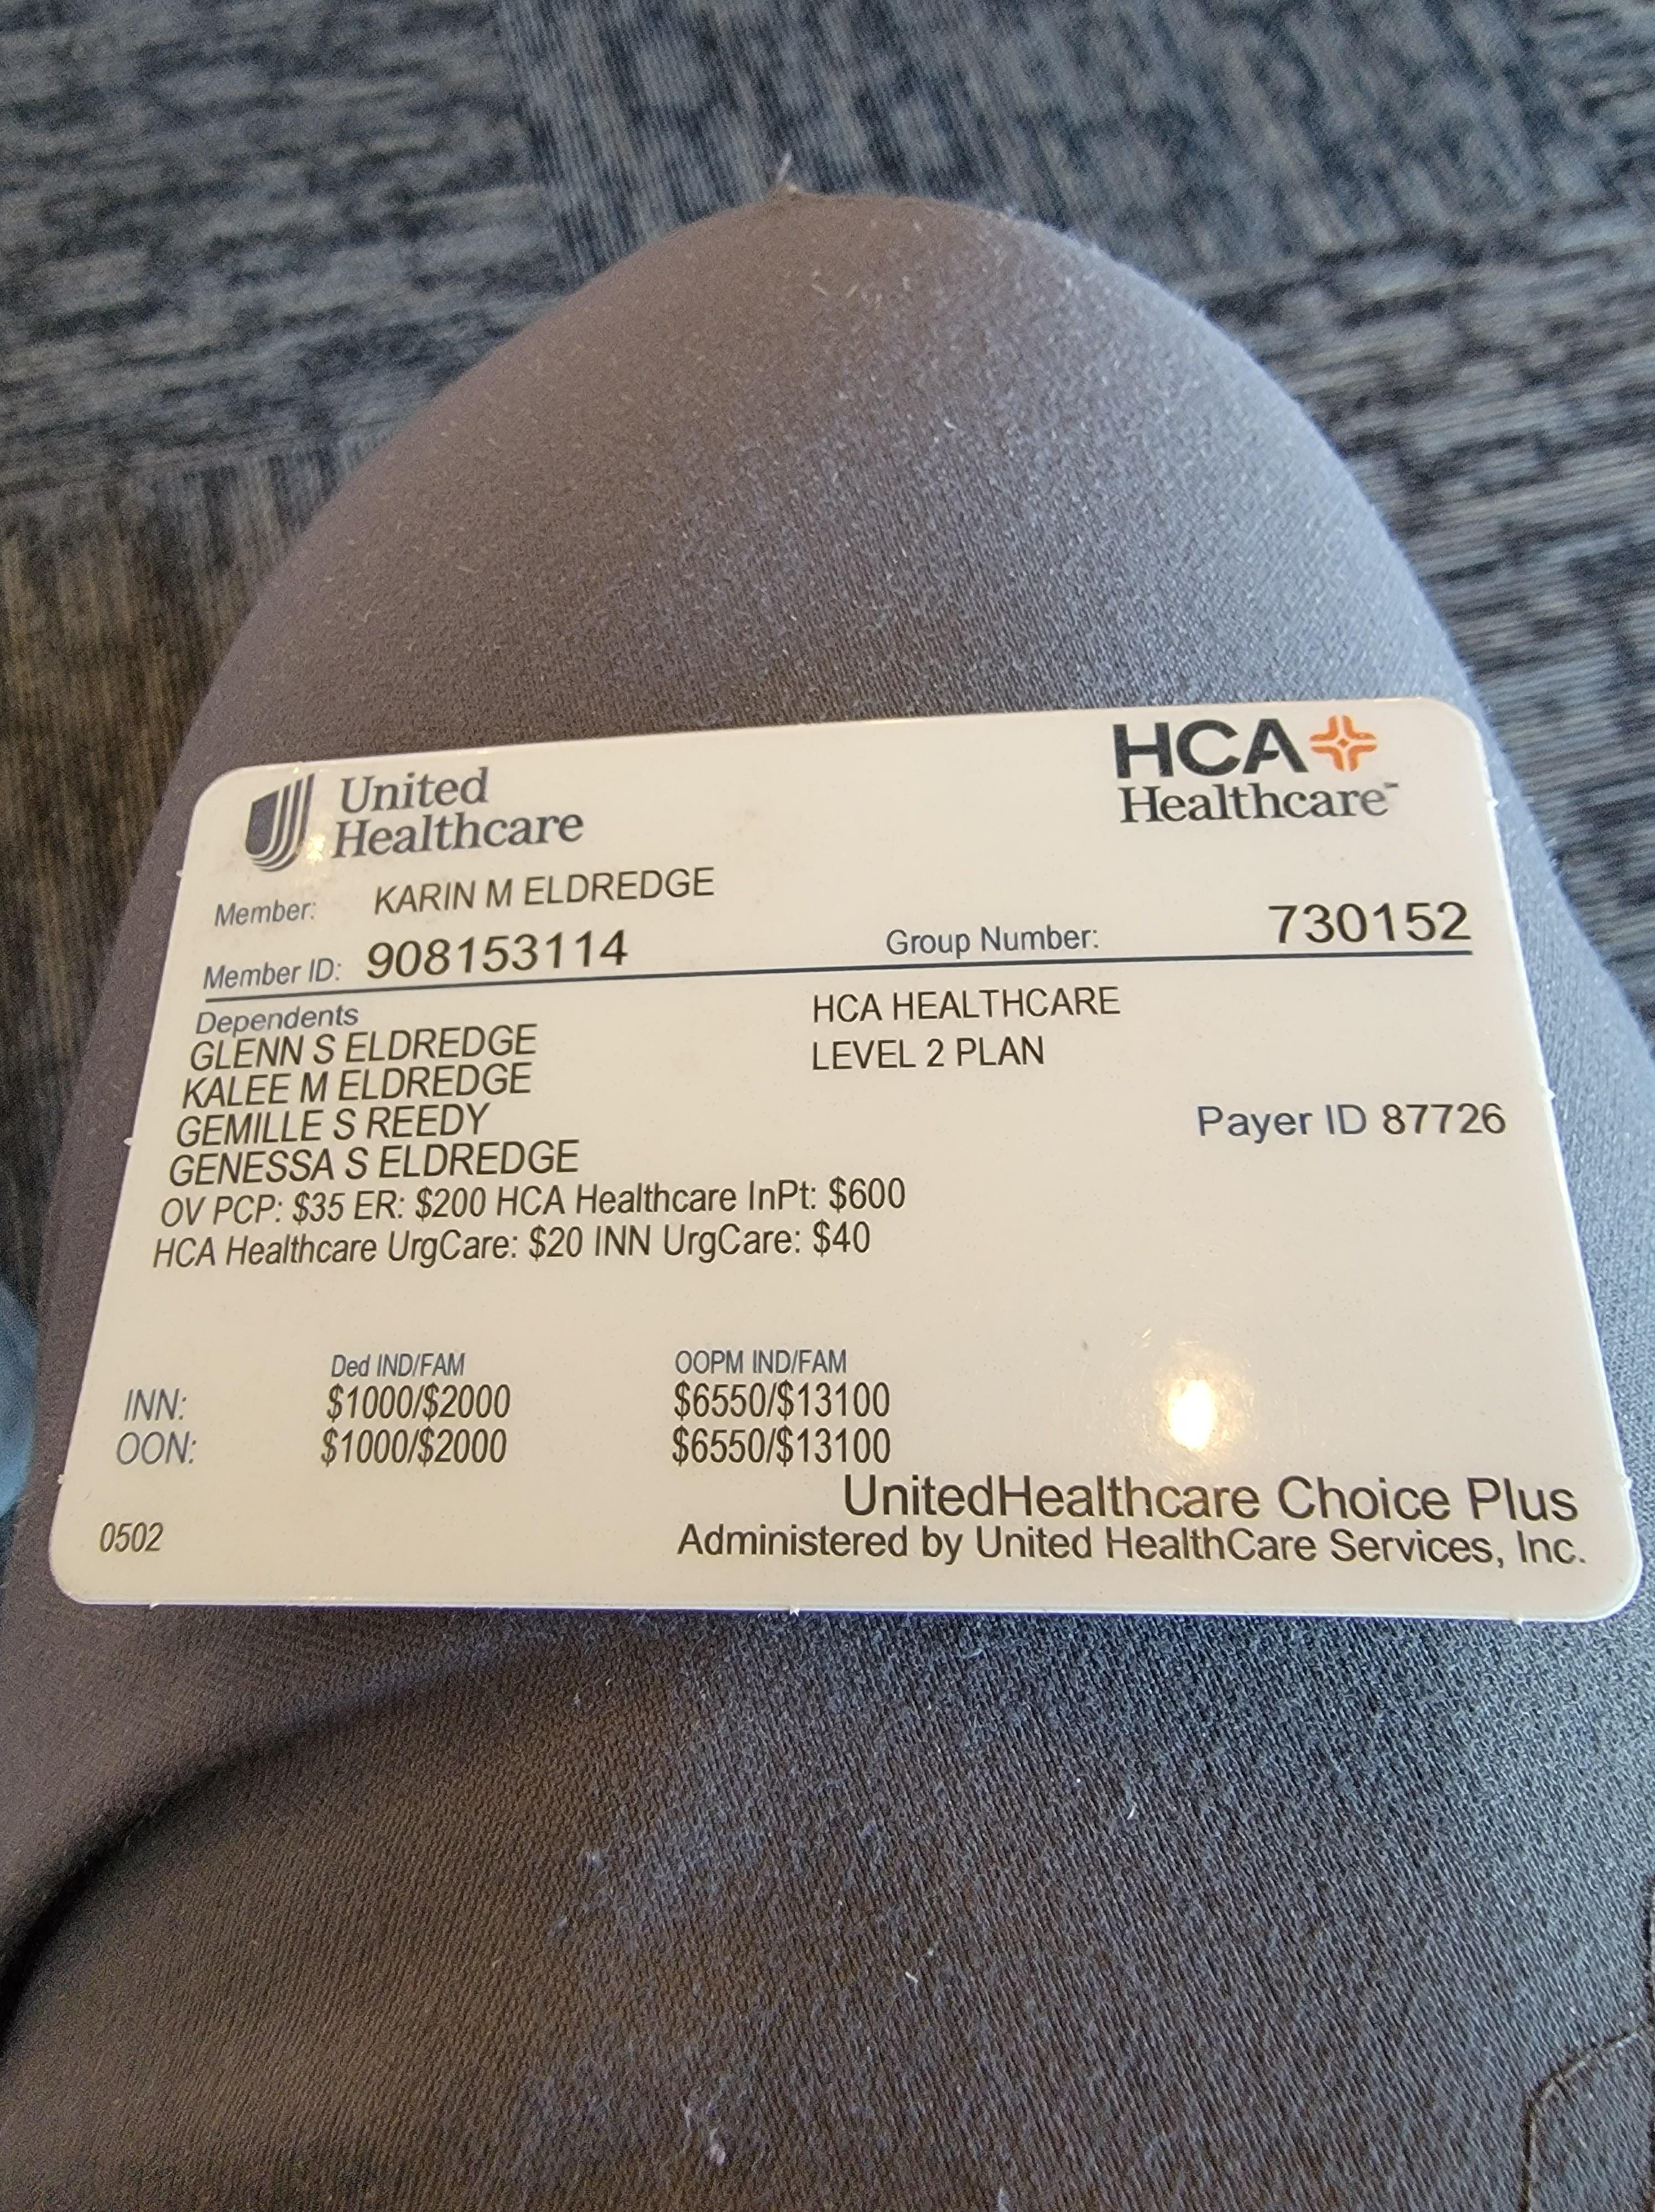 United
Healthcare
HCA
Healthcare™
Member: KARIN M ELDREDGE
Member ID: 908153114 Group Number: 730152
Dependents
GLENN S ELDREDGE
KALEE M ELDREDGE
GEMILLE S REEDY
GENESSA S ELDREDGE
HCA HEALTHCARE
LEVEL 2 PLAN
Payer ID 87726
OV PCP: $35 ER: $200 HCA Healthcare InPt: $600
HCA Healthcare UrgCare: $20 INN UrgCare: $40
Ded IND/FAM OOPM IND/FAM
INN: $1000/$2000 $6550/$13100
OON: $1000/$2000 $6550/$13100
UnitedHealthcare Choice Plus
0502 Administered by United HealthCare Services, Inc.